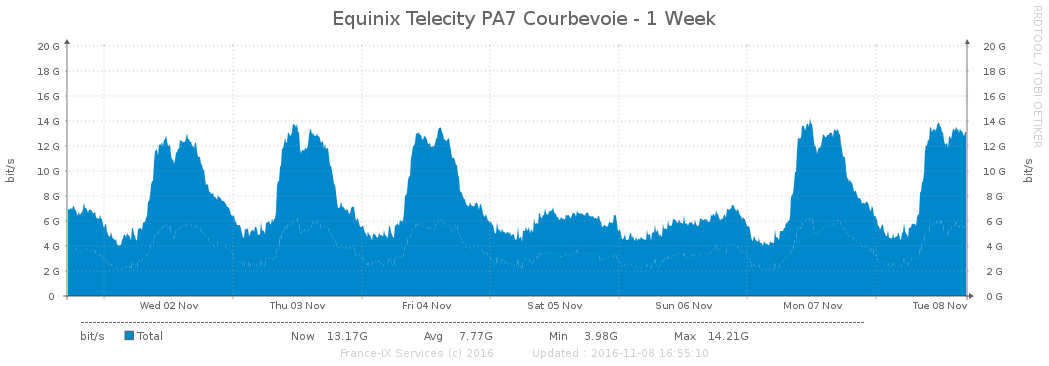 Equinix Telecity PA7 Courbevoie - 1 Week
RRDTOOL / TOBI OETIKER
bit/s
bit/s
20 G 20 G
18 G 18 G
16 G 16 G
14 G 14 G
12 G 12 G
10 G 10 G
8 G 8 G
6 G 6 G
4 G 4 G
2 G 2 G
0 0 G
Wed 02 Nov Thu 03 Nov Fri 04 Nov Sat 05 Nov Sun 06 Nov Mon 07 Nov Tue 08 Nov
bit/s Total Now 13.17G Avg 7.77G Min 3.98G Max 14.21G
France-IX Services (c) 2016 Updated : 2016-11-08 16:55:10